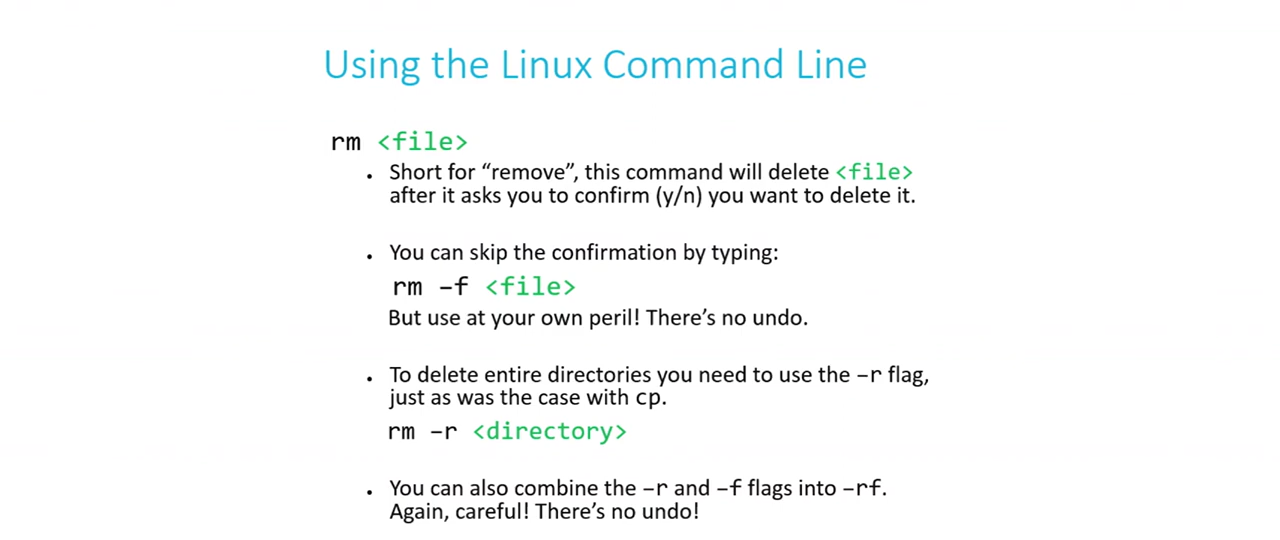 Using the Linux Command Line
rm <file>
• Short for “remove”, this command will delete <file>
after it asks you to confirm (y/n) you want to delete it.
• You can skip the confirmation by typing:
rm –f <file>
But use at your own peril! There’s no undo.
• To delete entire directories you need to use the –r flag,
just as was the case with cp.
rm –r <directory>
• You can also combine the –r and –f flags into –rf.
Again, careful! There’s no undo!